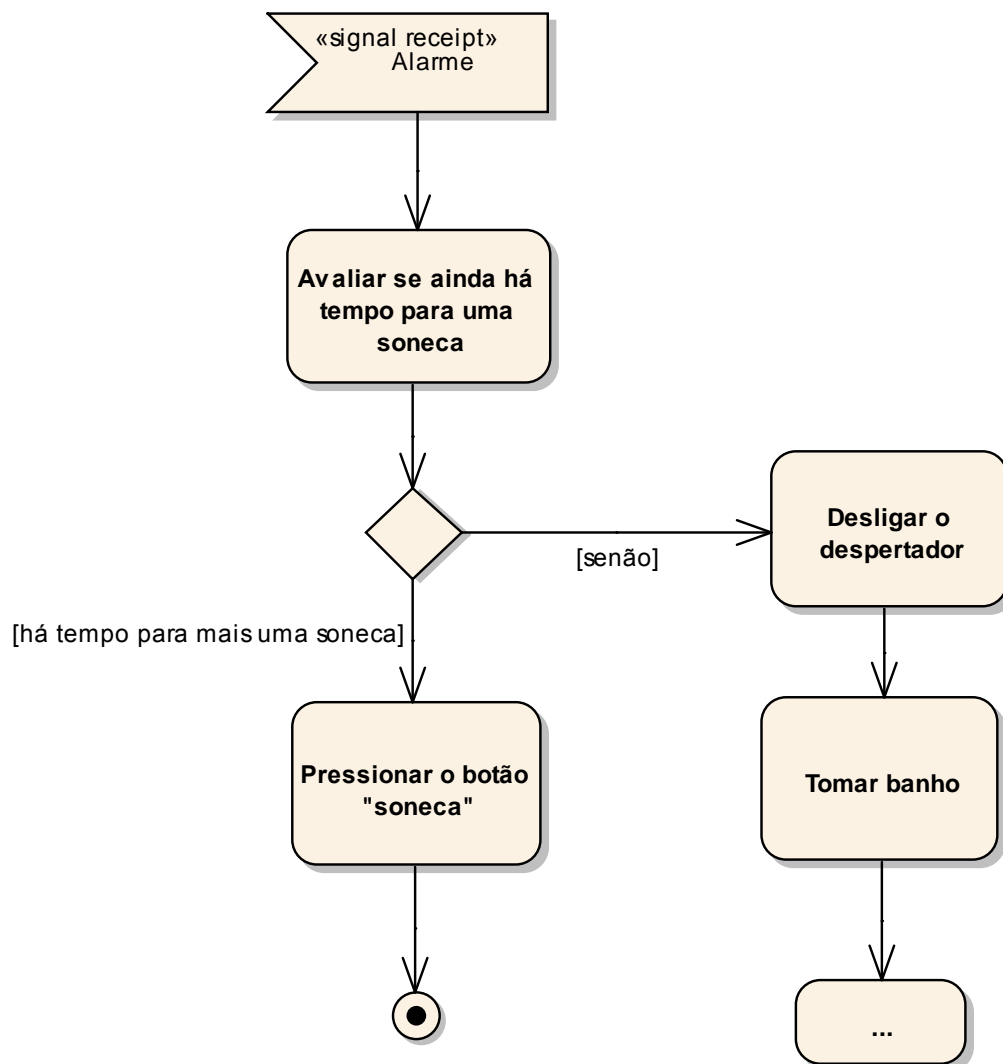 «signal receipt»
Alarme
Avaliar se ainda há
tempo para uma
soneca
[senão]
Desligar o
despertador
[há tempo para mais uma soneca]
Pressionar o botão
"soneca"
Tomar banho
...